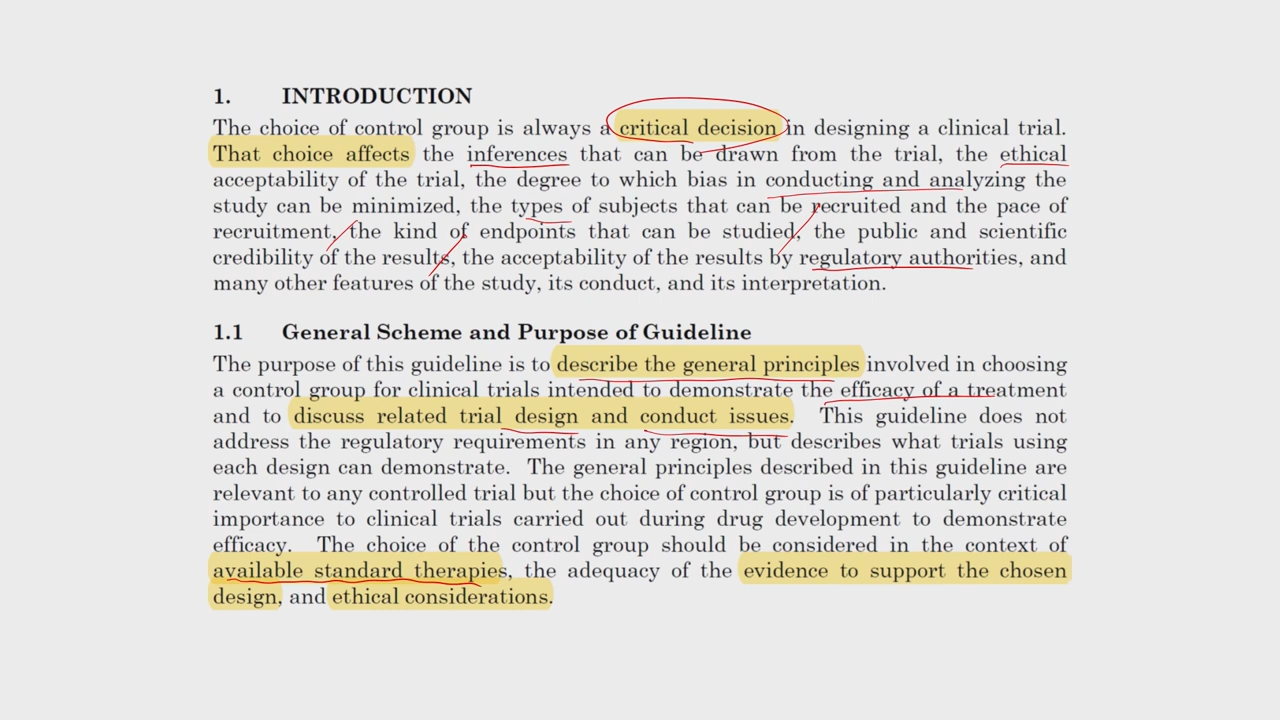 1. INTRODUCTION
The choice of control group is always a critical decision in designing a clinical trial.
That choice affects the inferences that can be drawn from the trial, the ethical
acceptability of the trial, the degree to which bias in conducting and analyzing the
study can be minimized, the types of subjects that can be recruited and the pace of
recruitment, the kind of endpoints that can be studied, the public and scientific
credibility of the results, the acceptability of the results by regulatory authorities, and
many other features of the study, its conduct, and its interpretation.
1.1 General Scheme and Purpose of Guideline
The purpose of this guideline is to describe the general principles involved in choosing
a control group for clinical trials intended to demonstrate the efficacy of a treatment
and to discuss related trial design and conduct issues. This guideline does not
address the regulatory requirements in any region, but describes what trials using
each design can demonstrate. The general principles described in this guideline are
relevant to any controlled trial but the choice of control group is of particularly critical
importance to clinical trials carried out during drug development to demonstrate
efficacy. The choice of the control group should be considered in the context of
available standard therapies, the adequacy of the evidence to support the chosen
design, and ethical considerations.